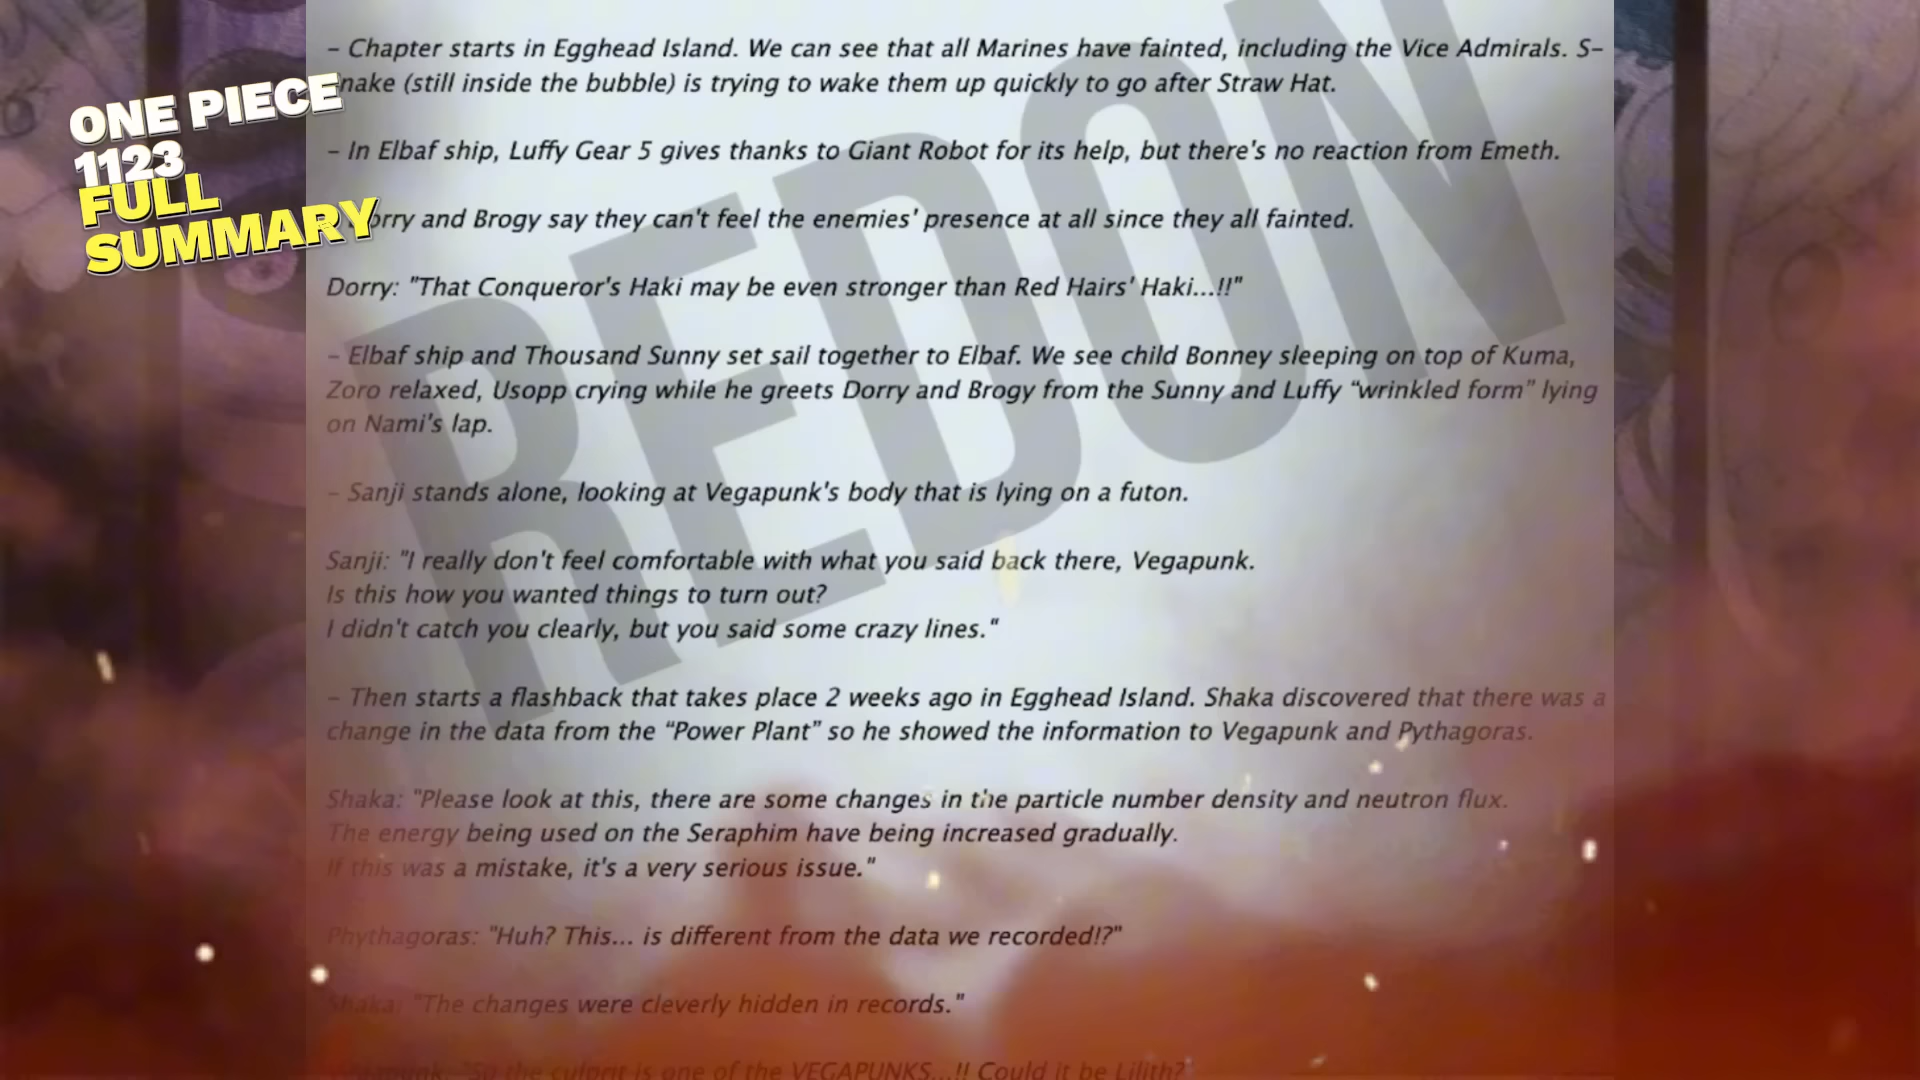 ONE PIECE
1123
FULL
SUMMARY
REDON
– Chapter starts in Egghead Island. We can see that all Marines have fainted, including the Vice Admirals. S–
nake (still inside the bubble) is trying to wake them up quickly to go after Straw Hat.
– In Elbaf ship, Luffy Gear 5 gives thanks to Giant Robot for its help, but there's no reaction from Emeth.
orry and Brogy say they can't feel the enemies' presence at all since they all fainted.
Dorry: "That Conqueror's Haki may be even stronger than Red Hairs' Haki...!!"
– Elbaf ship and Thousand Sunny set sail together to Elbaf. We see child Bonney sleeping on top of Kuma,
Zoro relaxed, Usopp crying while he greets Dorry and Brogy from the Sunny and Luffy “wrinkled form” lying
on Nami's lap.
– Sanji stands alone, looking at Vegapunk's body that is lying on a futon.
Sanji: "I really don't feel comfortable with what you said back there, Vegapunk.
Is this how you wanted things to turn out?
I didn't catch you clearly, but you said some crazy lines."
– Then starts a flashback that takes place 2 weeks ago in Egghead Island. Shaka discovered that there was a
change in the data from the “Power Plant” so he showed the information to Vegapunk and Pythagoras.
Shaka: "Please look at this, there are some changes in the particle number density and neutron flux.
The energy being used on the Seraphim have being increased gradually.
If this was a mistake, it's a very serious issue."
Phythagoras: "Huh? This... is different from the data we recorded!?"
Shaka: "The changes were cleverly hidden in records."
"So the culprit is one of the VEGAPUNKS...!! Could it be Lilith?